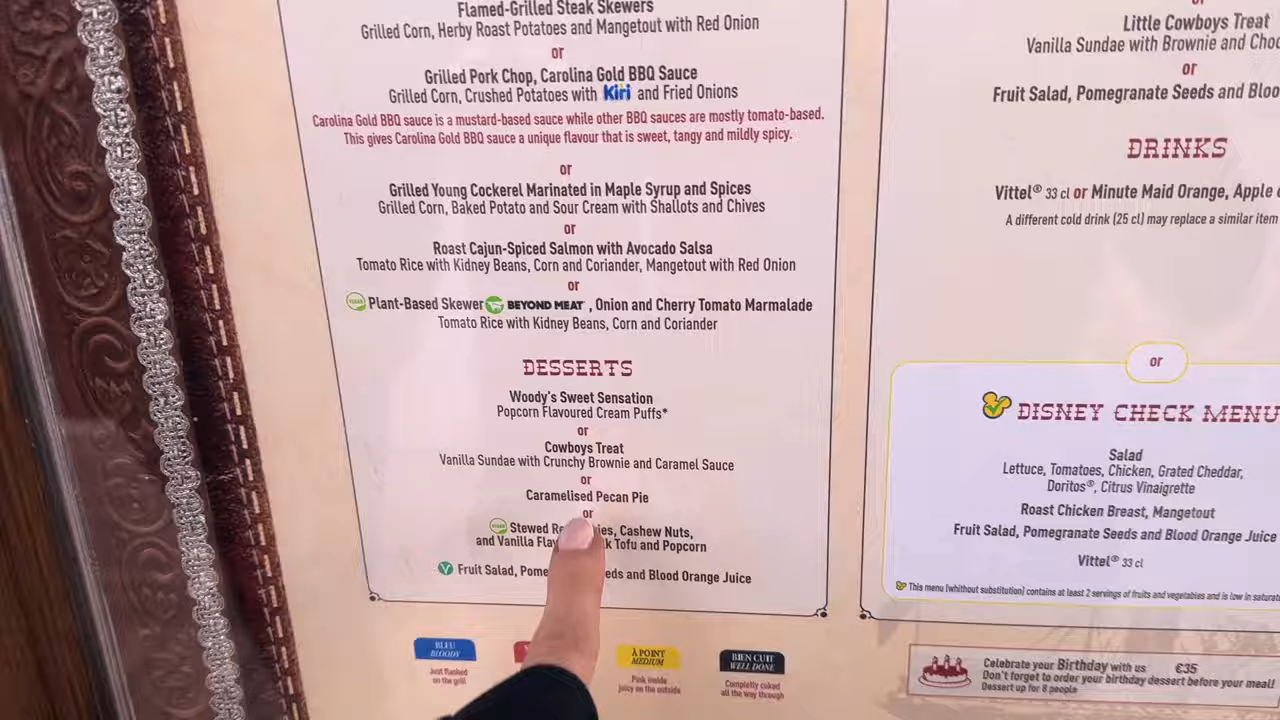 Flamed-Grilled Steak Skewers
Grilled Corn, Herby Roast Potatoes and Mangetout with Red Onion
or
Grilled Pork Chop, Carolina Gold BBQ Sauce
Grilled Corn, Crushed Potatoes with Kiri and Fried Onions
Carolina Gold BBQ sauce is a mustard-based sauce while other BBQ sauces are mostly tomato-based.
This gives Carolina Gold BBQ sauce a unique flavour that is sweet, tangy and mildly spicy.
or
Grilled Young Cockerel Marinated in Maple Syrup and Spices
Grilled Corn, Baked Potato and Sour Cream with Shallots and Chives
or
Roast Cajun-Spiced Salmon with Avocado Salsa
Tomato Rice with Kidney Beans, Corn and Coriander, Mangetout with Red Onion
or
VEGAN Plant-Based Skewer BEYOND MEAT®, Onion and Cherry Tomato Marmalade
Tomato Rice with Kidney Beans, Corn and Coriander
DESSERTS
Woody's Sweet Sensation
Popcorn Flavoured Cream Puffs*
or
Cowboys Treat
Vanilla Sundae with Crunchy Brownie and Caramel Sauce
or
Caramelised Pecan Pie
or
VEGAN Stewed Cashew Nuts,
and Vanilla Tofu and Popcorn
V Fruit Salad, and Blood Orange Juice
BLEU
BLOODY
Just flashed
on the grill
À POINT
MEDIUM
Pink inside
juicy on the outside
BIEN CUIT
WELL DONE
Completly cuked
all the way through
or
Little Cowboys Treat
Vanilla Sundae with Brownie and
or
Fruit Salad, Pomegranate Seeds and
DRINKS
Vittel® 33 cl or Minute Maid Orange, Apple
A different cold drink (25 cl) may replace a similar item
or
DISNEY CHECK MENU
Salad
Lettuce, Tomatoes, Chicken, Grated Cheddar,
Doritos®, Citrus Vinaigrette
Roast Chicken Breast, Mangetout
Fruit Salad, Pomegranate Seeds and Blood Orange Juice
Vittel® 33 cl
This menu (whithout substitution) contains at least 2 servings of fruits and vegetables and is low in
Celebrate your Birthday with us €35
Don't forget to order your birthday dessert before your meal!
Dessert up for 8 people